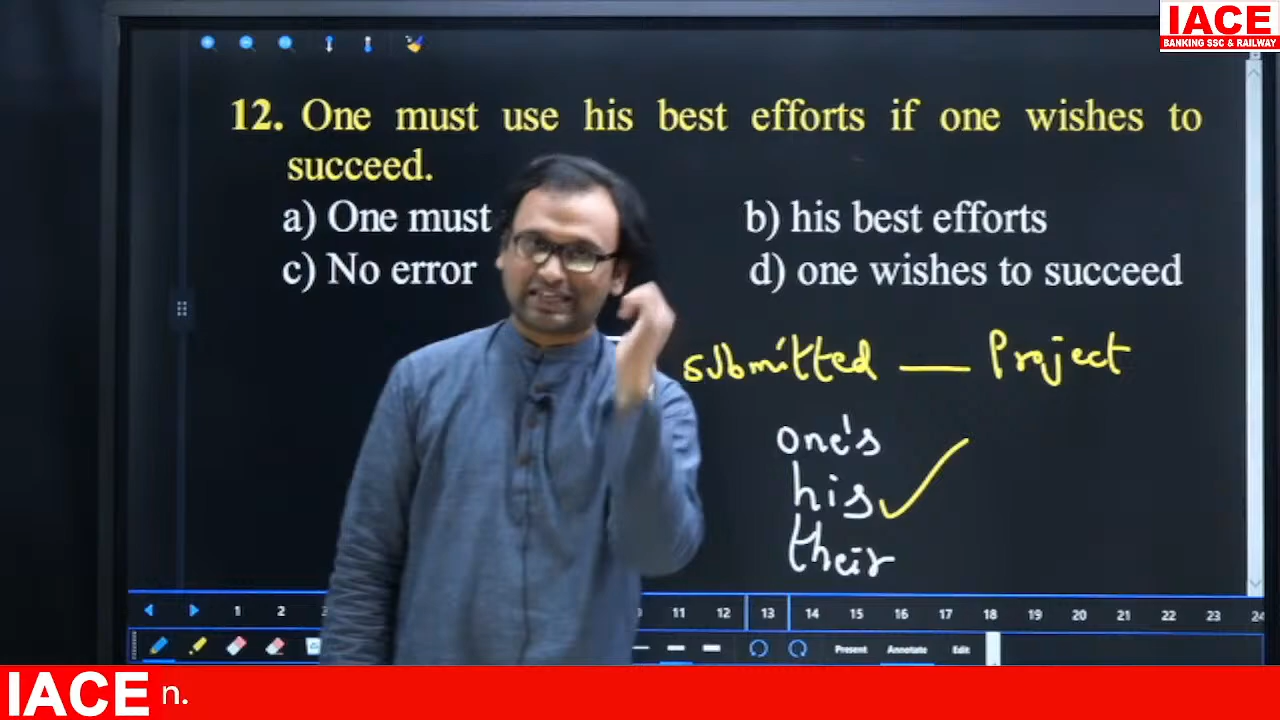 IACE
BANKING SSC & RAILWAY
12. One must use his best efforts if one wishes to
succeed.
a) One must
b) his best efforts
c) No error
d) one wishes to succeed
submitted — Project
one's
his ✓
their
1 2 11 12 13 14 15 16 17 18 19 20 21 22 23 24
Present Annotate Edit
IACE n.